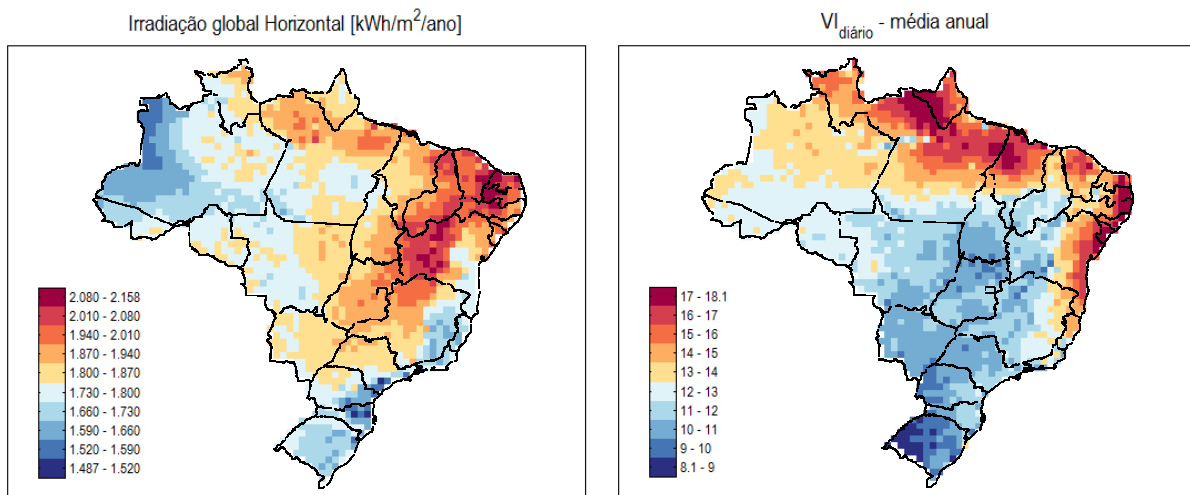 Irradiação global Horizontal [kWh/m²/ano]
2.080 - 2.158
2.010 - 2.080
1.940 - 2.010
1.870 - 1.940
1.800 - 1.870
1.730 - 1.800
1.660 - 1.730
1.590 - 1.660
1.520 - 1.590
1.487 - 1.520
VI diário - média anual
17 - 18.1
16 - 17
15 - 16
14 - 15
13 - 14
12 - 13
11 - 12
10 - 11
9 - 10
8.1 - 9